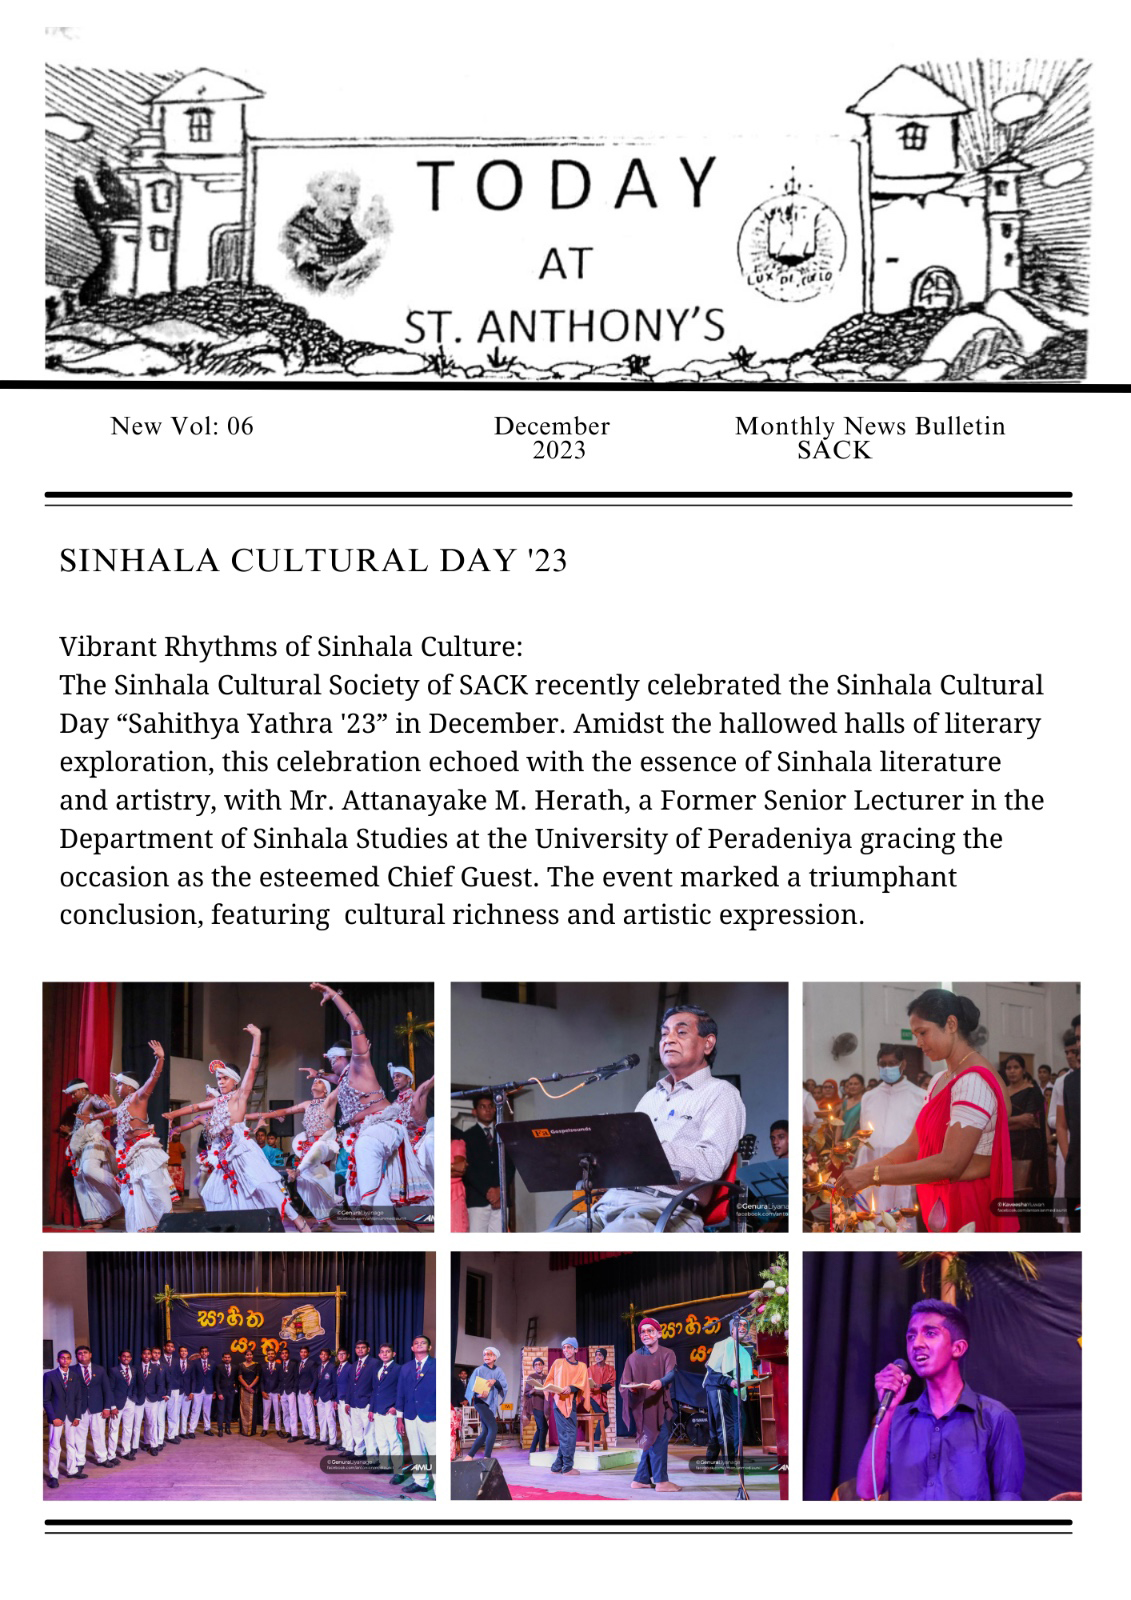 TODAY
AT
ST. ANTHONY'S
LUX DE COELO
New Vol: 06
December
2023
Monthly News Bulletin
SACK
SINHALA CULTURAL DAY '23
Vibrant Rhythms of Sinhala Culture:
The Sinhala Cultural Society of SACK recently celebrated the Sinhala Cultural
Day “Sahithya Yathra '23” in December. Amidst the hallowed halls of literary
exploration, this celebration echoed with the essence of Sinhala literature
and artistry, with Mr. Attanayake M. Herath, a Former Senior Lecturer in the
Department of Sinhala Studies at the University of Peradeniya gracing the
occasion as the esteemed Chief Guest. The event marked a triumphant
conclusion, featuring  cultural richness and artistic expression.
©GenuraLiyanage
Gospelsounds
©GenuraLiyana
©KaveeshaYuwan
සාහිත්‍ය
යාත්‍රා
©GenuraLiyanage
AMU
සාහිත්‍ය
©GenuraLiyanage